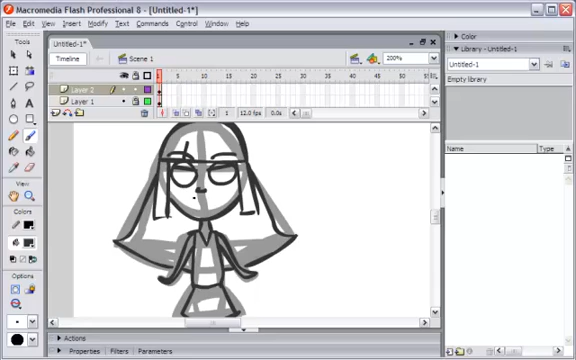 Macromedia Flash Professional 8 - [Untitled-1*]
File Edit View Insert Modify Text Commands Control Window Help
Tools
Untitled-1*
Timeline
Scene 1
200%
1 5 10 15 20 25 30 35 40 45 50 55
Layer 2
Layer 1
1 12.0 fps 0.0s
View
Colors
Options
Color
Library - Untitled-1
Untitled-1
Empty library
Name Type
Actions
Properties Filters Parameters